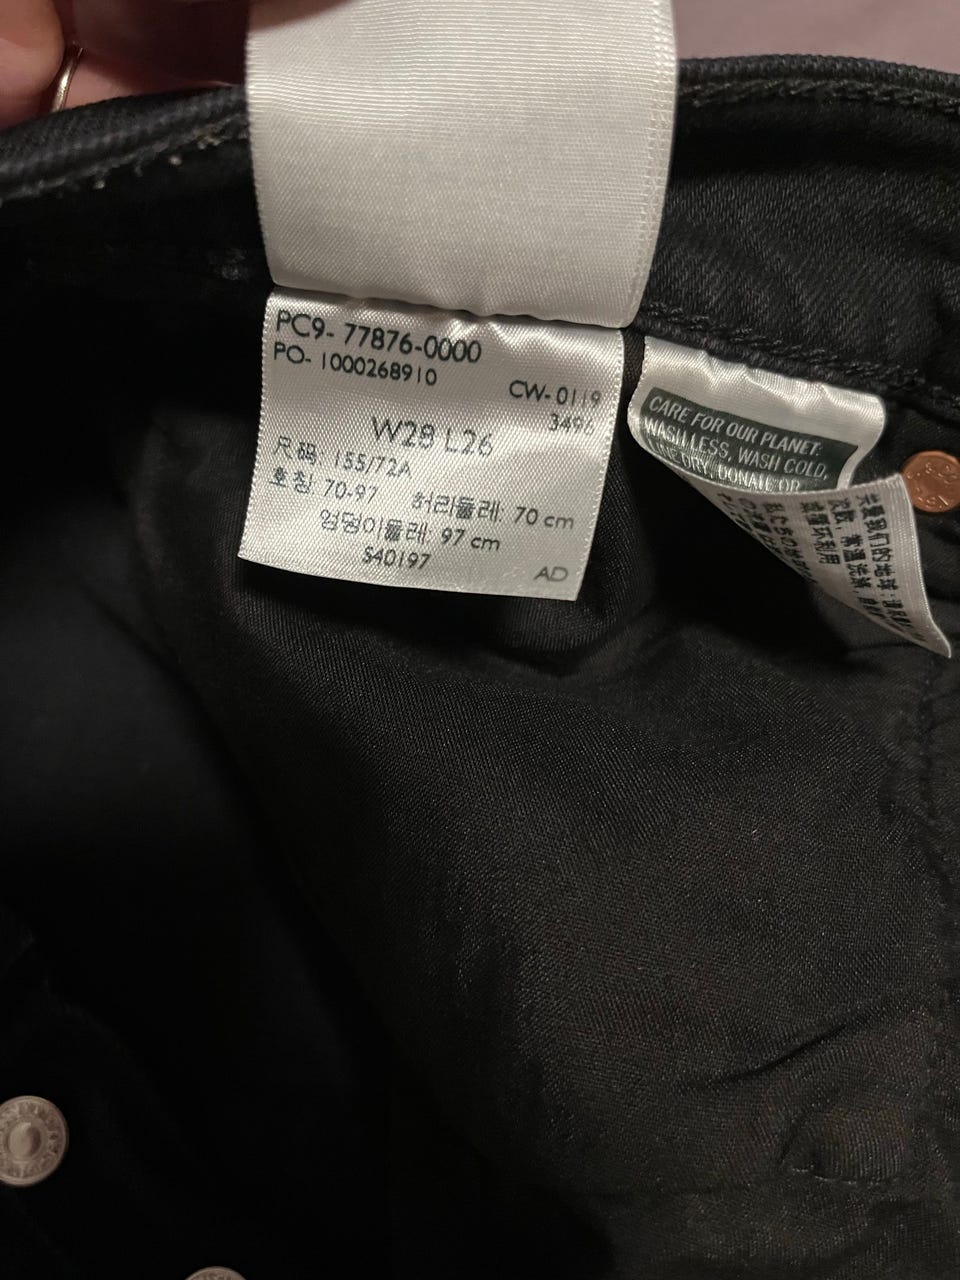 PC9- 77876-0000
PO- 1000268910
CW- 0119
3496
W28 L26
尺码: 155/72A
호칭: 70-97 허리둘레: 70 cm
엉덩이둘레: 97 cm
S40197
AD
CARE FOR OUR PLANET:
WASH LESS, WASH COLD,
LINE DRY, DONATE OR